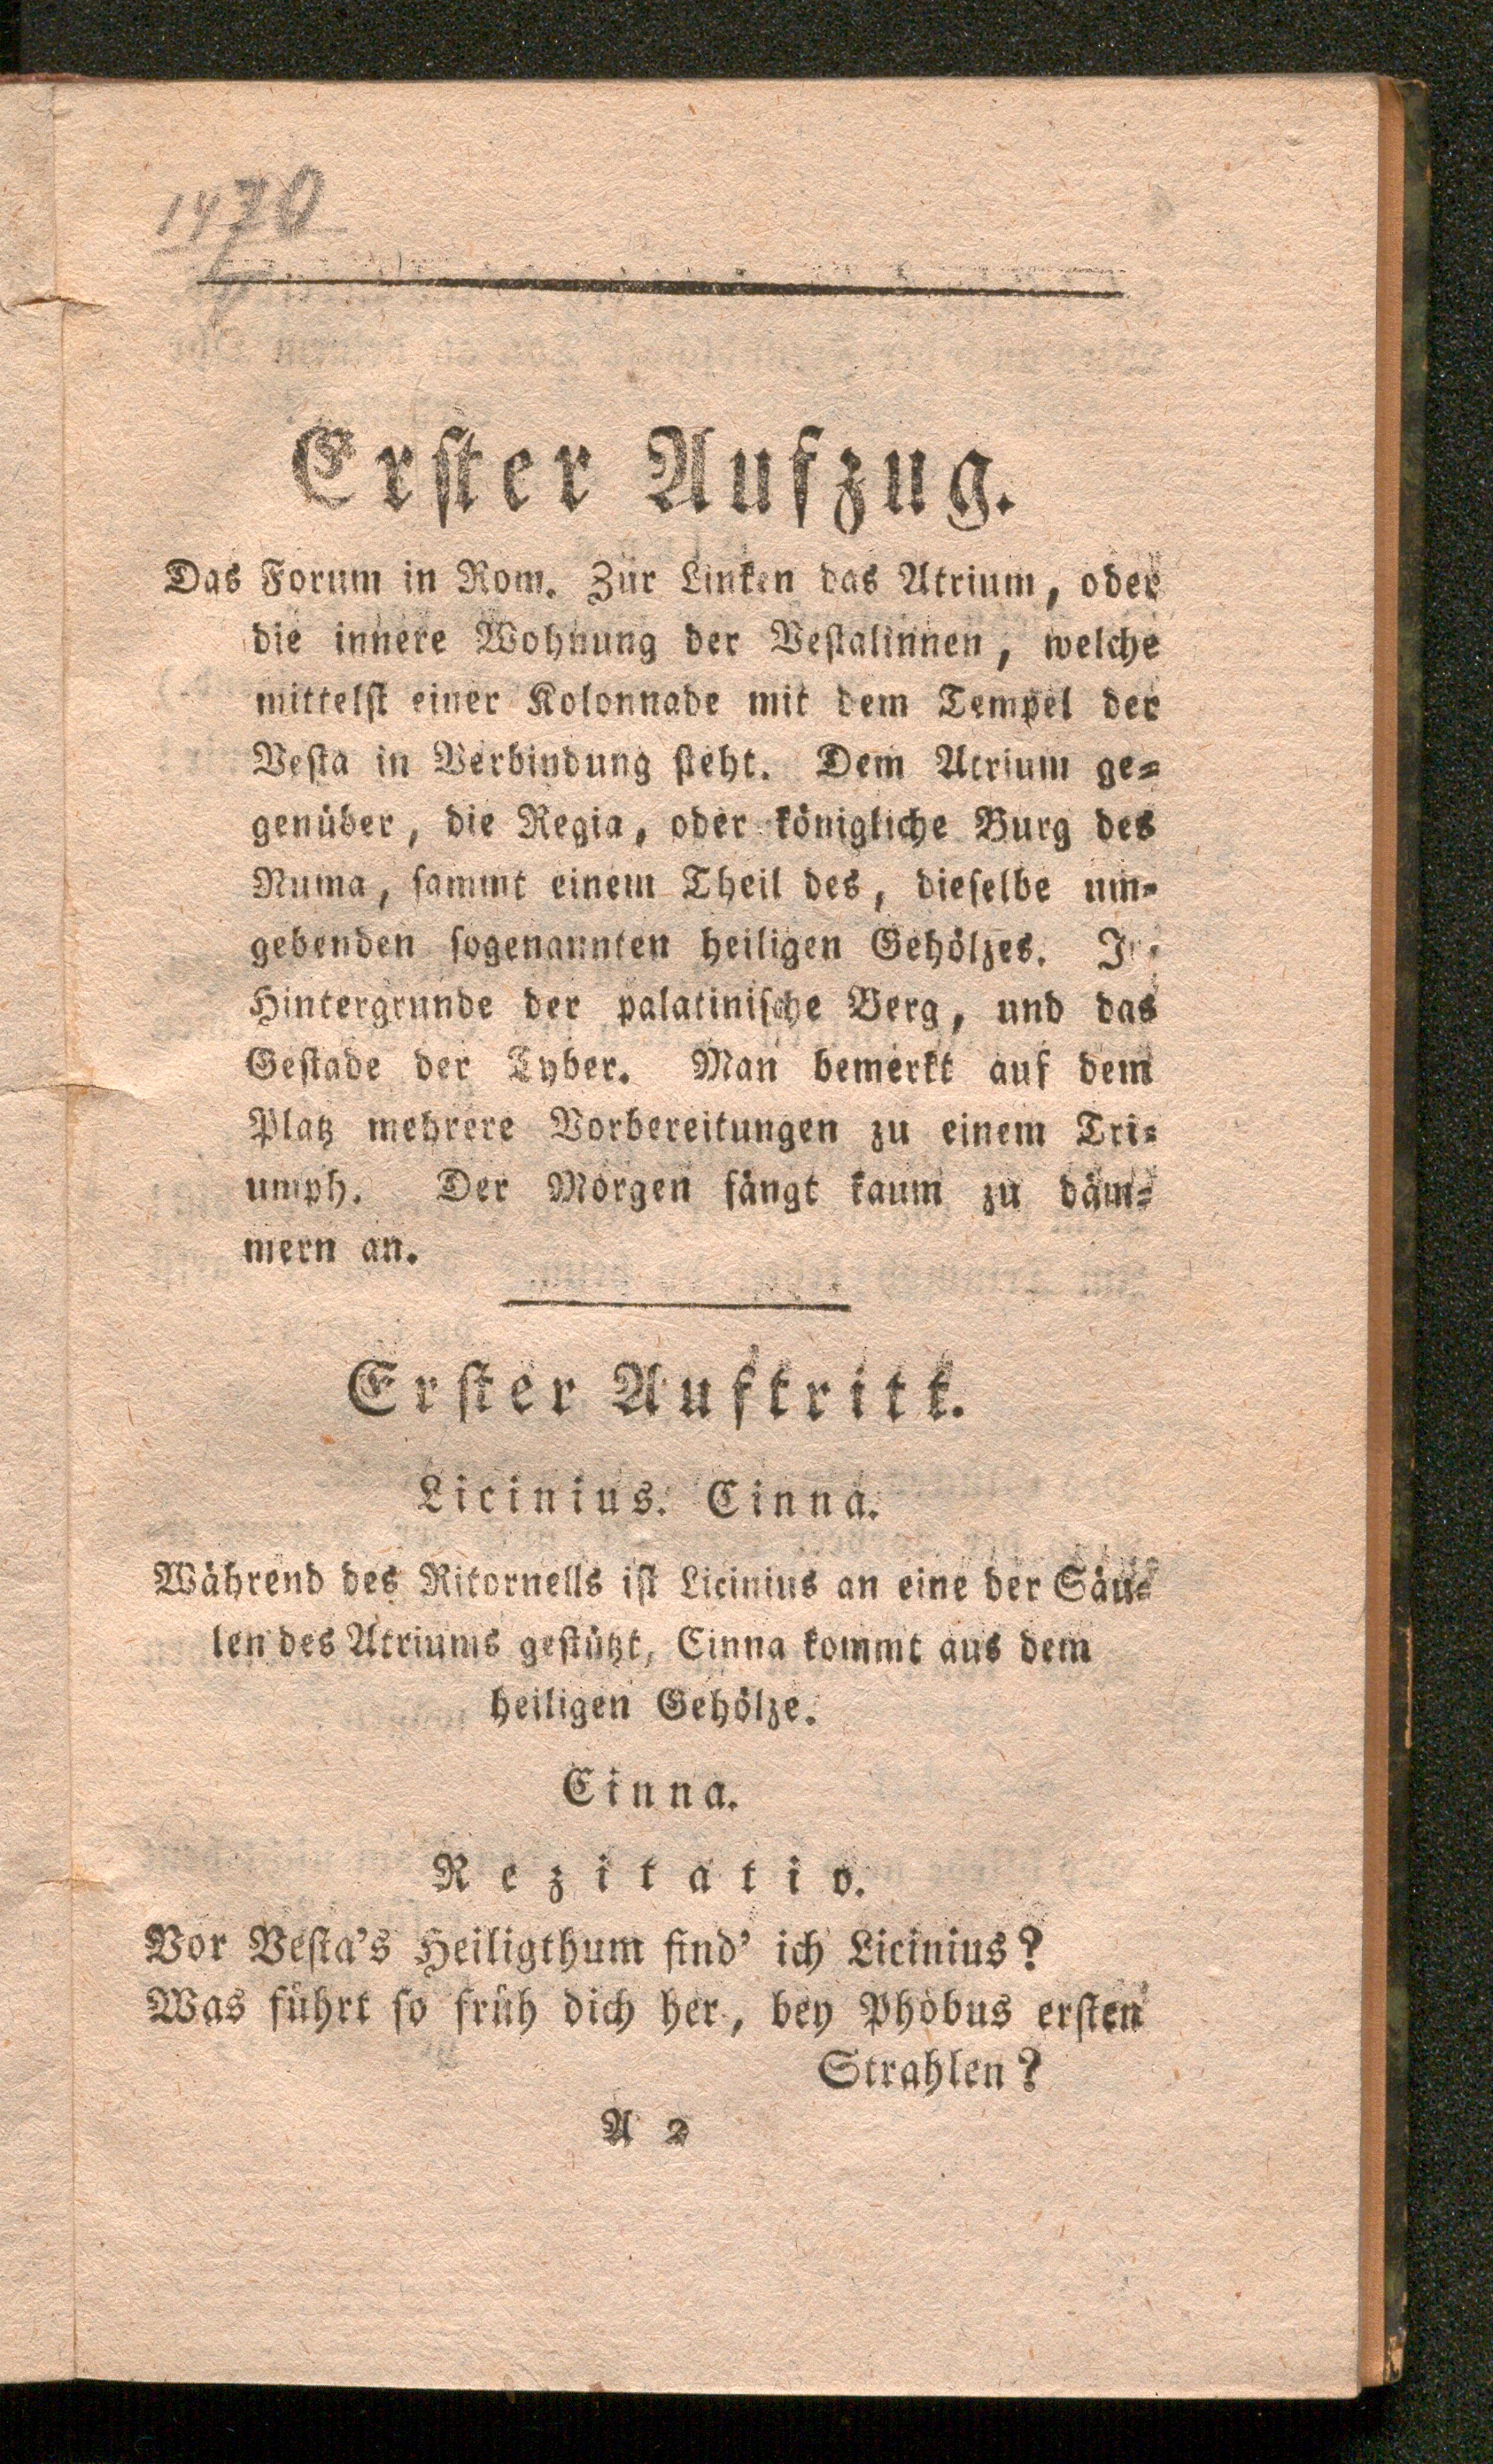 1470
Erster Aufzug.
Das Forum in Rom. Zur Linken das Atrium, oder
die innere Wohnung der Vestalinnen, welche
mittelst einer Kolonnade mit dem Tempel der
Vesta in Verbindung steht. Dem Atrium ge-
genüber, die Regia, oder königliche Burg des
Numa, sammt einem Theil des, dieselbe um-
gebenden sogenannten heiligen Gehölzes.
Hintergrunde der palatinische Berg, und das
Gestade der Tyber. Man bemerkt auf dem
Platz mehrere Vorbereitungen zu einem Tri-
umph. Der Morgen fängt kaum zu däm-
mern an.
Erster Auftritt.
Licinius. Cinna.
Während des Ritornells ist Licinius an eine der Säu-
len des Atriums gestützt, Cinna kommt aus dem
heiligen Gehölze.
Cinna.
Rezitatio.
Vor Vesta's Heiligthum find' ich Licinius?
Was führt so früh dich her, bey Phöbus ersten
Strahlen?
A 2